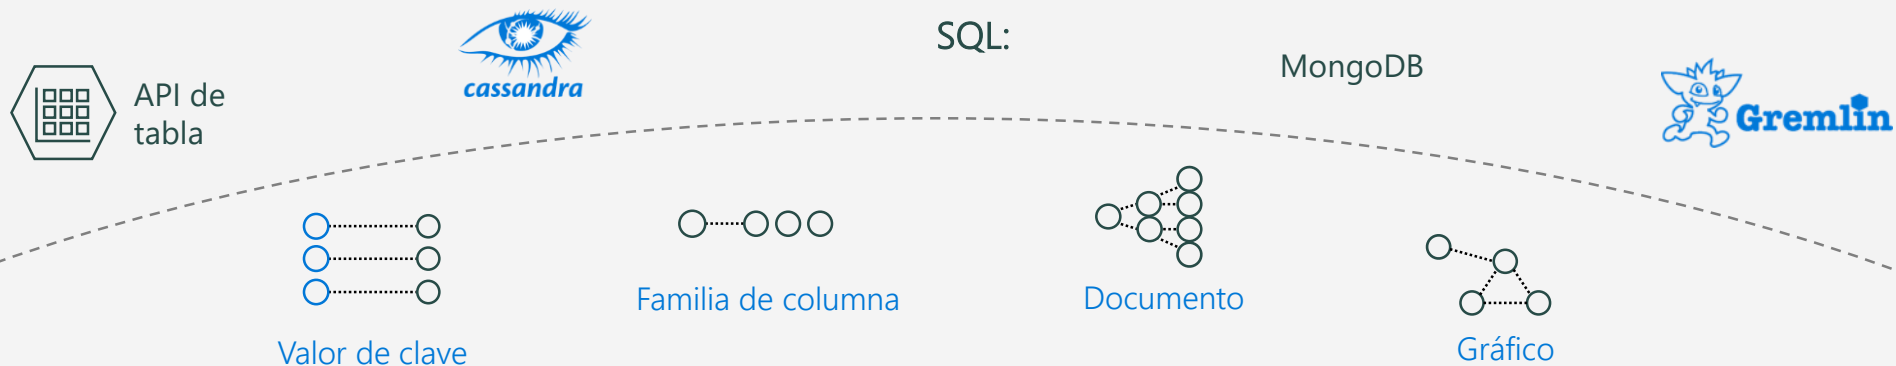 API de
tabla
cassandra
SQL:
MongoDB
Gremlin
Valor de clave
Familia de columna
Documento
Gráfico